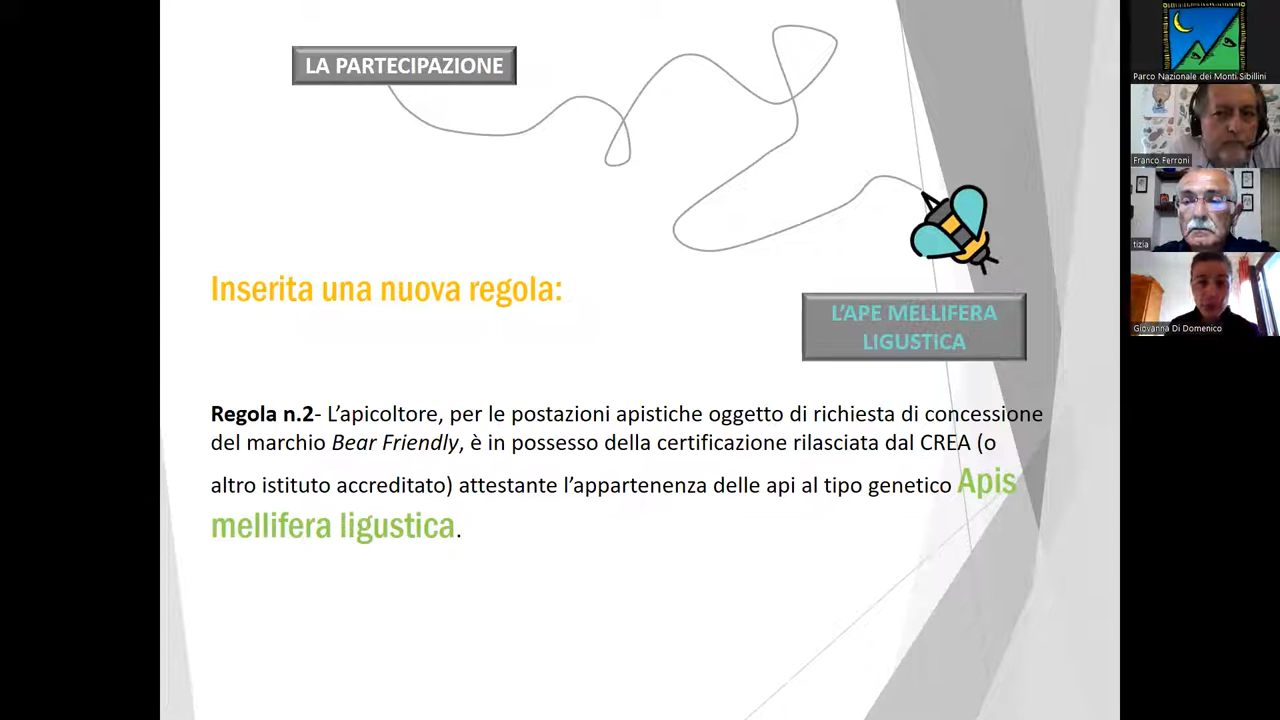 LA PARTECIPAZIONE
Inserita una nuova regola:
L'APE MELLIFERA
LIGUSTICA
Regola n.2- L'apicoltore, per le postazioni apistiche oggetto di richiesta di concessione
del marchio Bear Friendly, è in possesso della certificazione rilasciata dal CREA (o
altro istituto accreditato) attestante l'appartenenza delle api al tipo genetico Apis
mellifera ligustica.
Parco Nazionale dei Monti Sibillini
Franco Ferroni
tizia
Giovanna Di Domenico